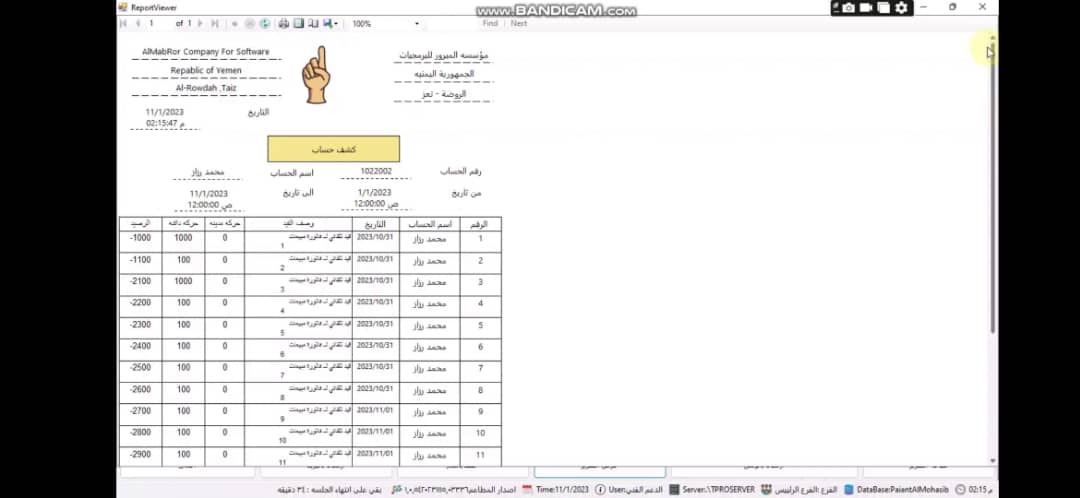 ReportViewer
www.BANDICAM.com
1 of 1 100% Find | Next
AlMabRor Company For Software
Repablic of Yemen
Al-Rowdah ,Taiz
مؤسسه المبرور للبرمجيات
الجمهورية اليمنيه
الروضة - تعز
التاريخ 11/1/2023
02:15:47 م
كشف حساب
رقم الحساب 1022002 اسم الحساب محمد رزاز
من تاريخ 1/1/2023 الى تاريخ 11/1/2023
12:00:00 ص 12:00:00 ص
الرقم اسم الحساب التاريخ وصف القيد حركه مدينه حركه دائنه الرصيد
1 محمد رزاز 2023/10/31 قيد تلقائي لـ فاتورة مبيعات 1 0 1000 -1000
2 محمد رزاز 2023/10/31 قيد تلقائي لـ فاتورة مبيعات 2 0 100 -1100
3 محمد رزاز 2023/10/31 قيد تلقائي لـ فاتورة مبيعات 3 0 1000 -2100
4 محمد رزاز 2023/10/31 قيد تلقائي لـ فاتورة مبيعات 4 0 100 -2200
5 محمد رزاز 2023/10/31 قيد تلقائي لـ فاتورة مبيعات 5 0 100 -2300
6 محمد رزاز 2023/10/31 قيد تلقائي لـ فاتورة مبيعات 6 0 100 -2400
7 محمد رزاز 2023/10/31 قيد تلقائي لـ فاتورة مبيعات 7 0 100 -2500
8 محمد رزاز 2023/10/31 قيد تلقائي لـ فاتورة مبيعات 8 0 100 -2600
9 محمد رزاز 2023/11/01 قيد تلقائي لـ فاتورة مبيعات 9 0 100 -2700
10 محمد رزاز 2023/11/01 قيد تلقائي لـ فاتورة مبيعات 10 0 100 -2800
11 محمد رزاز 2023/11/01 قيد تلقائي لـ فاتورة مبيعات 11 0 100 -2900
م 02:15 DataBase:PaiantAlMohasib الفرع: الفرع الرئيسي Server:.\TPROSERVER الدعم الفني:User Time:11/1/2023 اصدار المطاعم بقي على انتهاء الجلسه : ٣٤ دقيقه